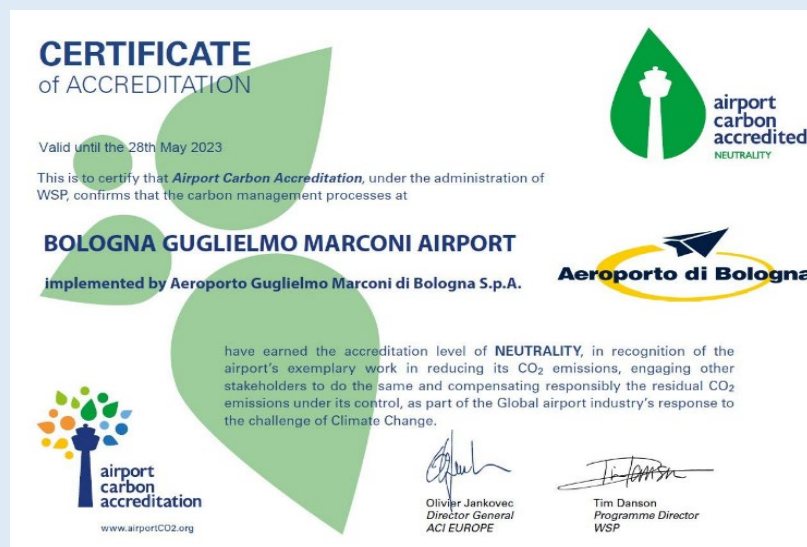 CERTIFICATE
of ACCREDITATION
airport
carbon
accredited
NEUTRALITY
Valid until the 28th May 2023
This is to certify that Airport Carbon Accreditation, under the administration of
WSP, confirms that the carbon management processes at
BOLOGNA GUGLIELMO MARCONI AIRPORT
implemented by Aeroporto Guglielmo Marconi di Bologna S.p.A.
Aeroporto di Bologna
have earned the accreditation level of NEUTRALITY, in recognition of the
airport's exemplary work in reducing its CO₂ emissions, engaging other
stakeholders to do the same and compensating responsibly the residual CO₂
emissions under its control, as part of the Global airport industry's response to
the challenge of Climate Change.
airport
carbon
accreditation
www.airportCO2.org
Olivier Jankovec
Director General
ACI EUROPE
Tim Danson
Programme Director
WSP